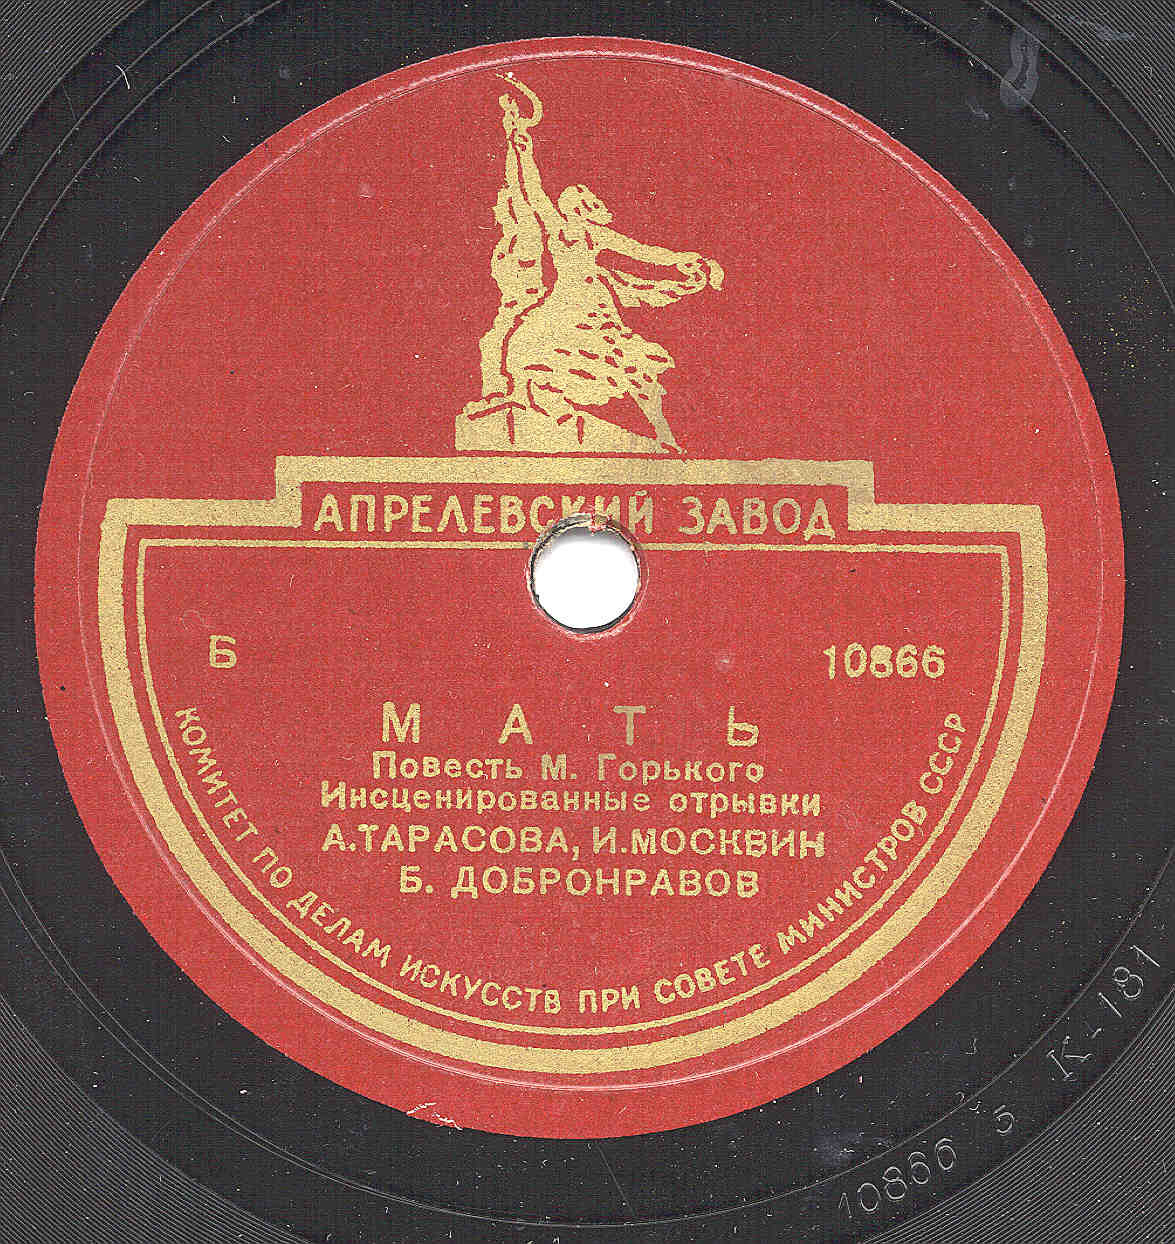 АПРЕЛЕВСКИЙ ЗАВОД
Б 10866
МАТЬ
Повесть М. Горького
Инсценированные отрывки
А.ТАРАСОВА, И.МОСКВИН
Б. ДОБРОНРАВОВ
КОМИТЕТ ПО ДЕЛАМ ИСКУССТВ ПРИ СОВЕТЕ МИНИСТРОВ СССР
10866 5 К-181